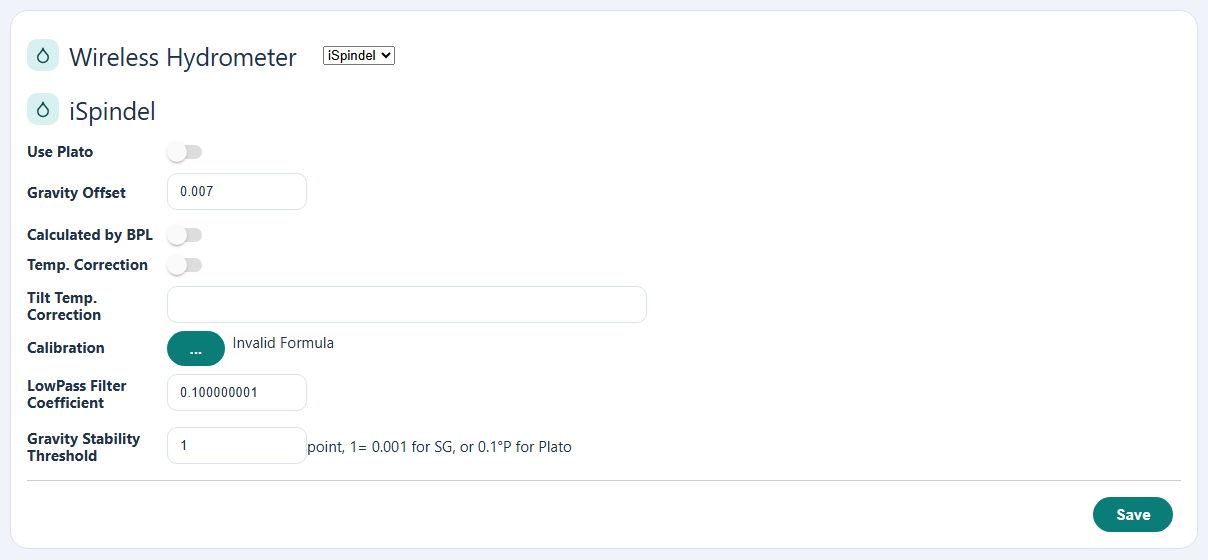 Wireless Hydrometer iSpindel
iSpindel
Use Plato
Gravity Offset 0.007
Calculated by BPL
Temp. Correction
Tilt Temp.
Correction
Calibration ... Invalid Formula
LowPass Filter
Coefficient 0.100000001
Gravity Stability
Threshold 1 point, 1= 0.001 for SG, or 0.1°P for Plato
Save